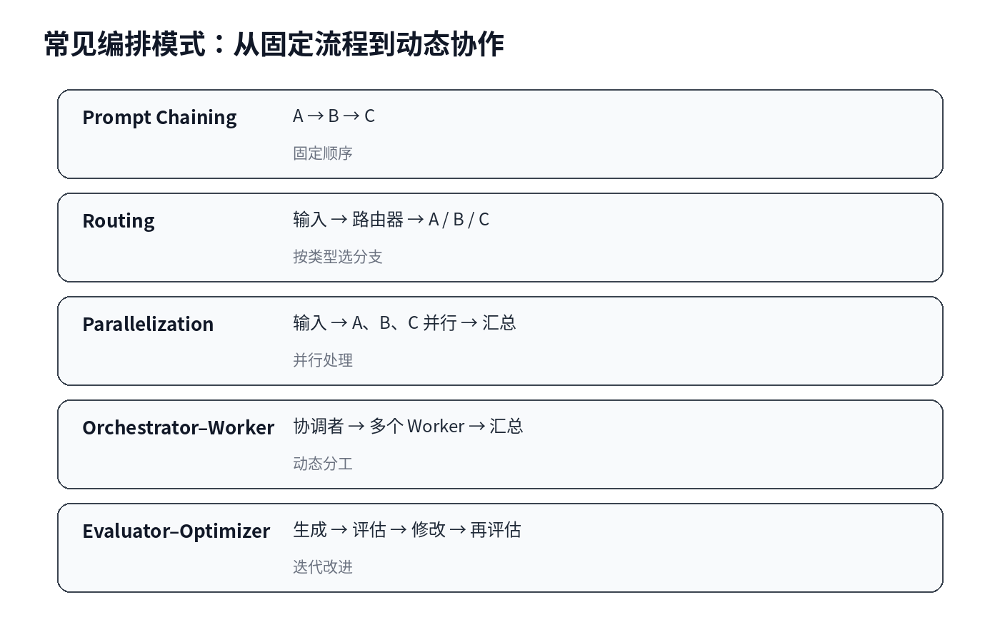 常见编排模式：从固定流程到动态协作
Prompt Chaining
A → B → C
固定顺序
Routing
输入 → 路由器 → A / B / C
按类型选分支
Parallelization
输入 → A、B、C 并行 → 汇总
并行处理
Orchestrator–Worker
协调者 → 多个 Worker → 汇总
动态分工
Evaluator–Optimizer
生成 → 评估 → 修改 → 再评估
迭代改进